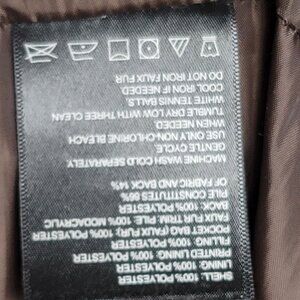 SHELL: 100% POLYESTER
LINING: 100% POLYESTER
PRINTED LINING: 100% POLYESTER
FILLING: 100% POLYESTER
POCKET BAG (FAUX FUR): 100% POLYESTER
FAUX FUR TRIM: PILE: 100% MODACRYLIC
BACK: 100% POLYESTER
PILE CONSTITUTES 86%
OF FABRIC AND BACK 14%
MACHINE WASH COLD SEPARATELY.
GENTLE CYCLE.
USE ONLY NON-CHLORINE BLEACH
WHEN NEEDED.
TUMBLE DRY LOW WITH THREE CLEAN
WHITE TENNIS BALLS.
COOL IRON IF NEEDED.
DO NOT IRON FAUX FUR